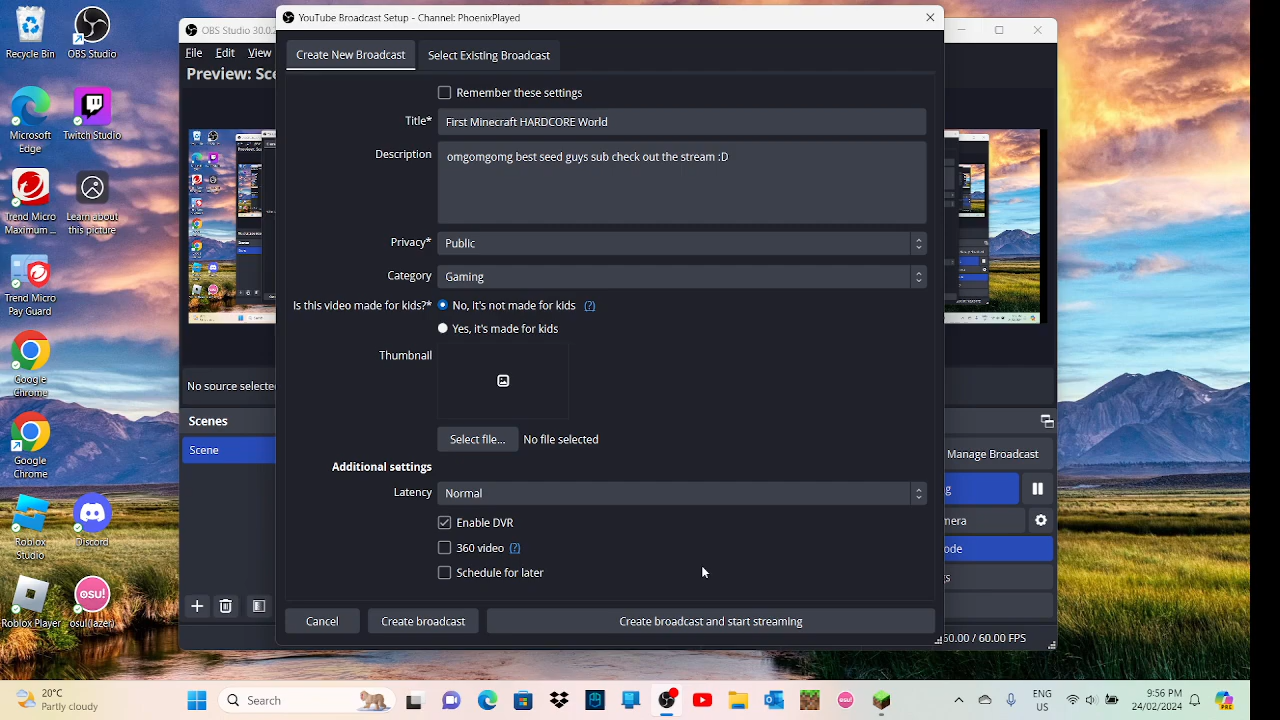 Recycle Bin
OBS Studio
Microsoft Edge
Twitch Studio
Trend Micro Maximum ...
Learn about this picture
Trend Micro Pay Guard
Google Chrome
Google Chrome
Roblox Studio
Discord
Roblox Player
osu!(lazer)
OBS Studio 30.0.
File Edit View
Preview: Sce
YouTube Broadcast Setup - Channel: PhoenixPlayed
Create New Broadcast
Select Existing Broadcast
Remember these settings
Title* First Minecraft HARDCORE World
Description omgomgomg best seed guys sub check out the stream :D
Privacy* Public
Category Gaming
Is this video made for kids?* No, it's not made for kids (?)
Yes, it's made for kids
Thumbnail
Select file... No file selected
Additional settings
Latency Normal
Enable DVR
360 video (?)
Schedule for later
Cancel
Create broadcast
Create broadcast and start streaming
No source selected
Scenes
Scene
Manage Broadcast
g
mera
ode
gs
60.00 / 60.00 FPS
20°C
Partly cloudy
Search
osu!
ENG
US
9:56 PM
24/02/2024
PRE